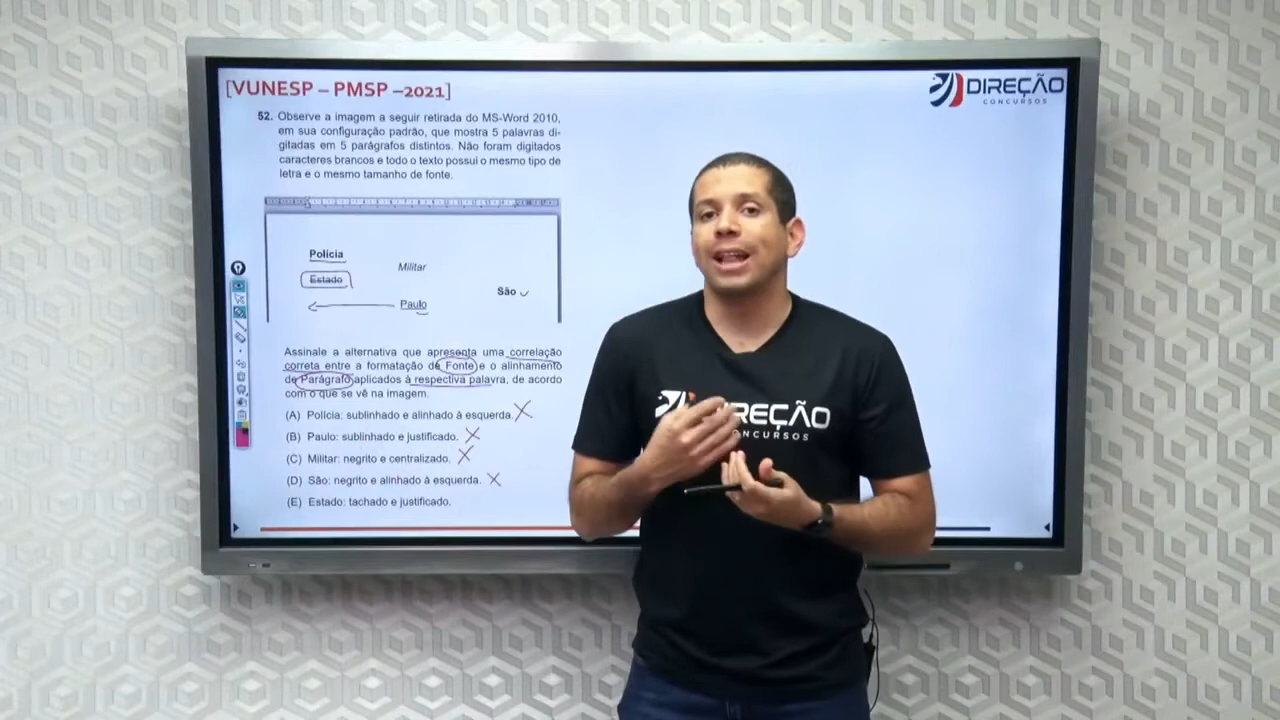 [VUNESP – PMSP –2021]
DIREÇÃO
CONCURSOS
52. Observe a imagem a seguir retirada do MS-Word 2010,
em sua configuração padrão, que mostra 5 palavras di-
gitadas em 5 parágrafos distintos. Não foram digitados
caracteres brancos e todo o texto possui o mesmo tipo de
letra e o mesmo tamanho de fonte.
Polícia
Militar
Estado
São
Paulo
Assinale a alternativa que apresenta uma correlação
correta entre a formatação de Fonte e o alinhamento
de Parágrafo aplicados à respectiva palavra, de acordo
com o que se vê na imagem.
(A) Polícia: sublinhado e alinhado à esquerda.
(B) Paulo: sublinhado e justificado.
(C) Militar: negrito e centralizado.
(D) São: negrito e alinhado à esquerda.
(E) Estado: tachado e justificado.
REÇÃO
ONCURSOS